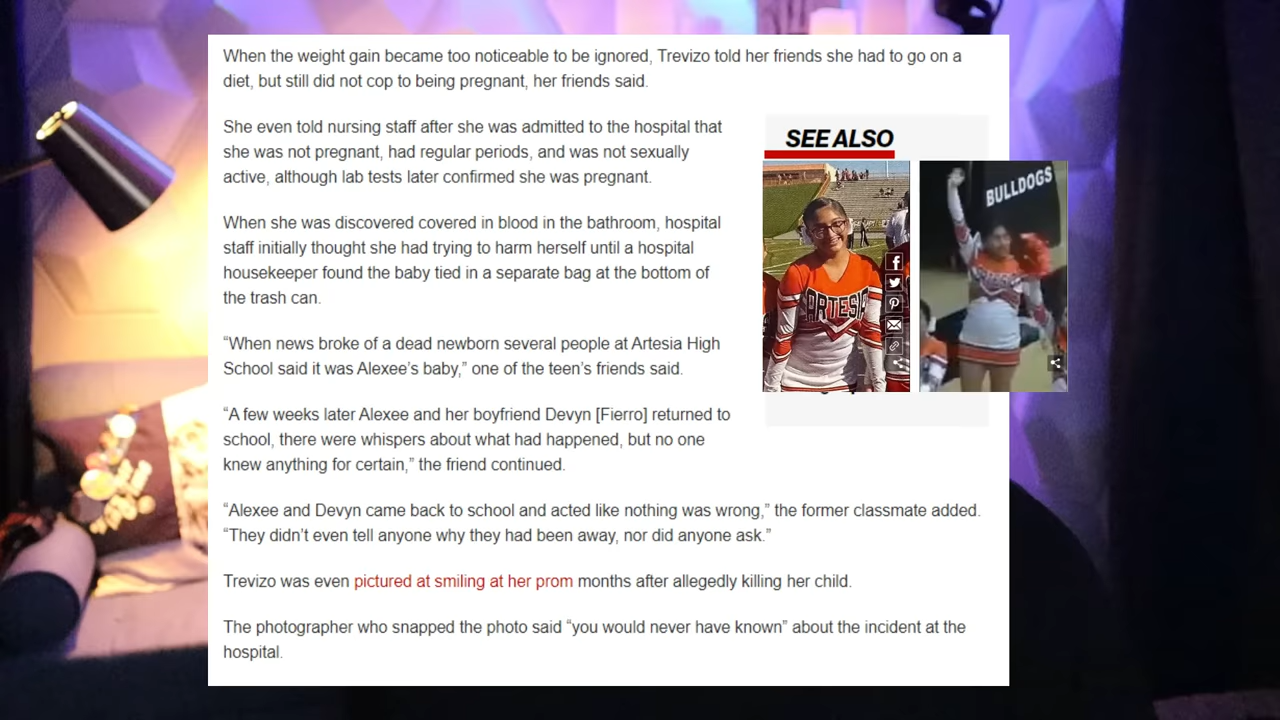 When the weight gain became too noticeable to be ignored, Trevizo told her friends she had to go on a
diet, but still did not cop to being pregnant, her friends said.
She even told nursing staff after she was admitted to the hospital that
she was not pregnant, had regular periods, and was not sexually
active, although lab tests later confirmed she was pregnant.
When she was discovered covered in blood in the bathroom, hospital
staff initially thought she had trying to harm herself until a hospital
housekeeper found the baby tied in a separate bag at the bottom of
the trash can.
“When news broke of a dead newborn several people at Artesia High
School said it was Alexee’s baby,” one of the teen’s friends said.
“A few weeks later Alexee and her boyfriend Devyn [Fierro] returned to
school, there were whispers about what had happened, but no one
knew anything for certain,” the friend continued.
“Alexee and Devyn came back to school and acted like nothing was wrong,” the former classmate added.
“They didn’t even tell anyone why they had been away, nor did anyone ask.”
Trevizo was even pictured at smiling at her prom months after allegedly killing her child.
The photographer who snapped the photo said “you would never have known” about the incident at the
hospital.
SEE ALSO
ARTESIA
BULLDOGS